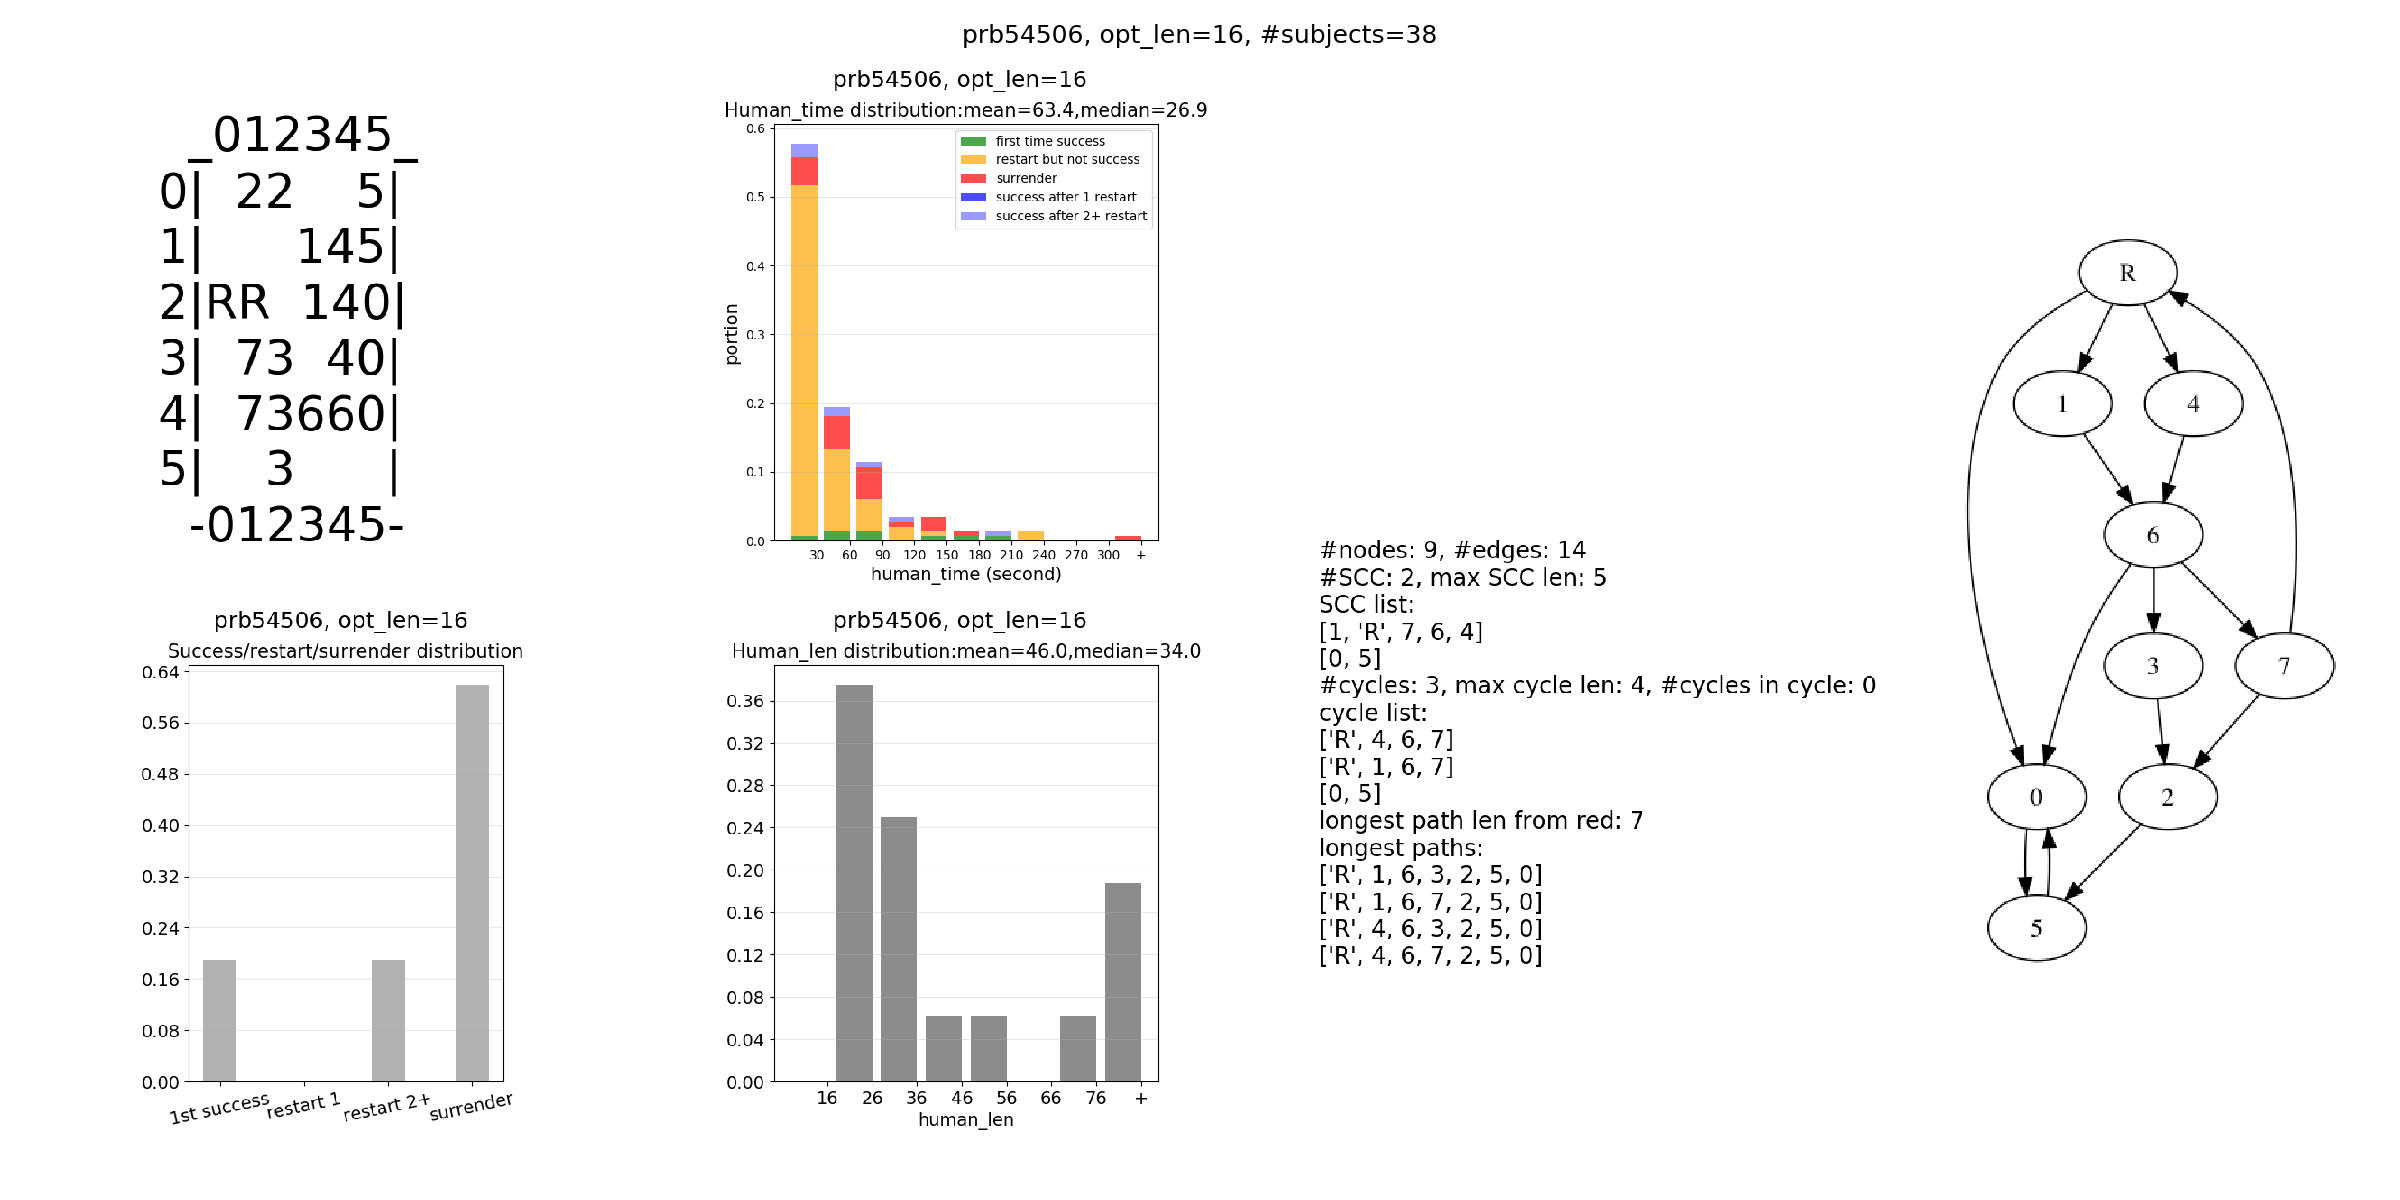 prb54506, opt_len=16, #subjects=38
_012345_
0| 22  5|
1|   145|
2|RR 140|
3| 73 40|
4| 73660|
5|  3   |
-012345-
prb54506, opt_len=16
Human_time distribution:mean=63.4,median=26.9
first time success
restart but not success
surrender
success after 1 restart
success after 2+ restart
0.6
0.5
0.4
0.3
0.2
0.1
0.0
portion
30 60 90 120 150 180 210 240 270 300 +
human_time (second)
prb54506, opt_len=16
Success/restart/surrender distribution
0.64
0.56
0.48
0.40
0.32
0.24
0.16
0.08
0.00
1st success restart 1 restart 2+ surrender
prb54506, opt_len=16
Human_len distribution:mean=46.0,median=34.0
0.36
0.32
0.28
0.24
0.20
0.16
0.12
0.08
0.04
0.00
16 26 36 46 56 66 76 +
human_len
#nodes: 9, #edges: 14
#SCC: 2, max SCC len: 5
SCC list:
[1, 'R', 7, 6, 4]
[0, 5]
#cycles: 3, max cycle len: 4, #cycles in cycle: 0
cycle list:
['R', 4, 6, 7]
['R', 1, 6, 7]
[0, 5]
longest path len from red: 7
longest paths:
['R', 1, 6, 3, 2, 5, 0]
['R', 1, 6, 7, 2, 5, 0]
['R', 4, 6, 3, 2, 5, 0]
['R', 4, 6, 7, 2, 5, 0]
R
1 4
6
3 7
0 2
5